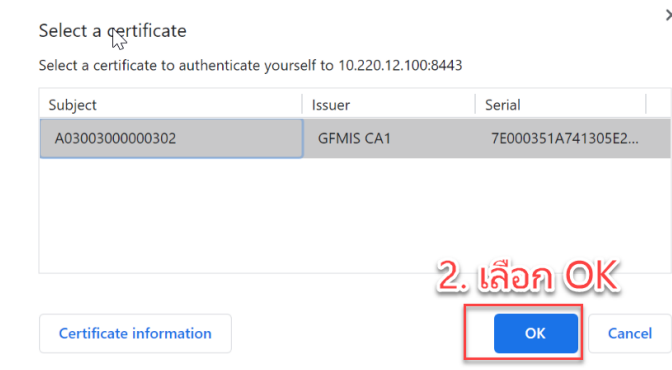 Select a certificate
Select a certificate to authenticate yourself to 10.220.12.100:8443
Subject Issuer Serial
A03003000000302 GFMIS CA1 7E000351A741305E2...
2. เลือก OK
Certificate information OK Cancel